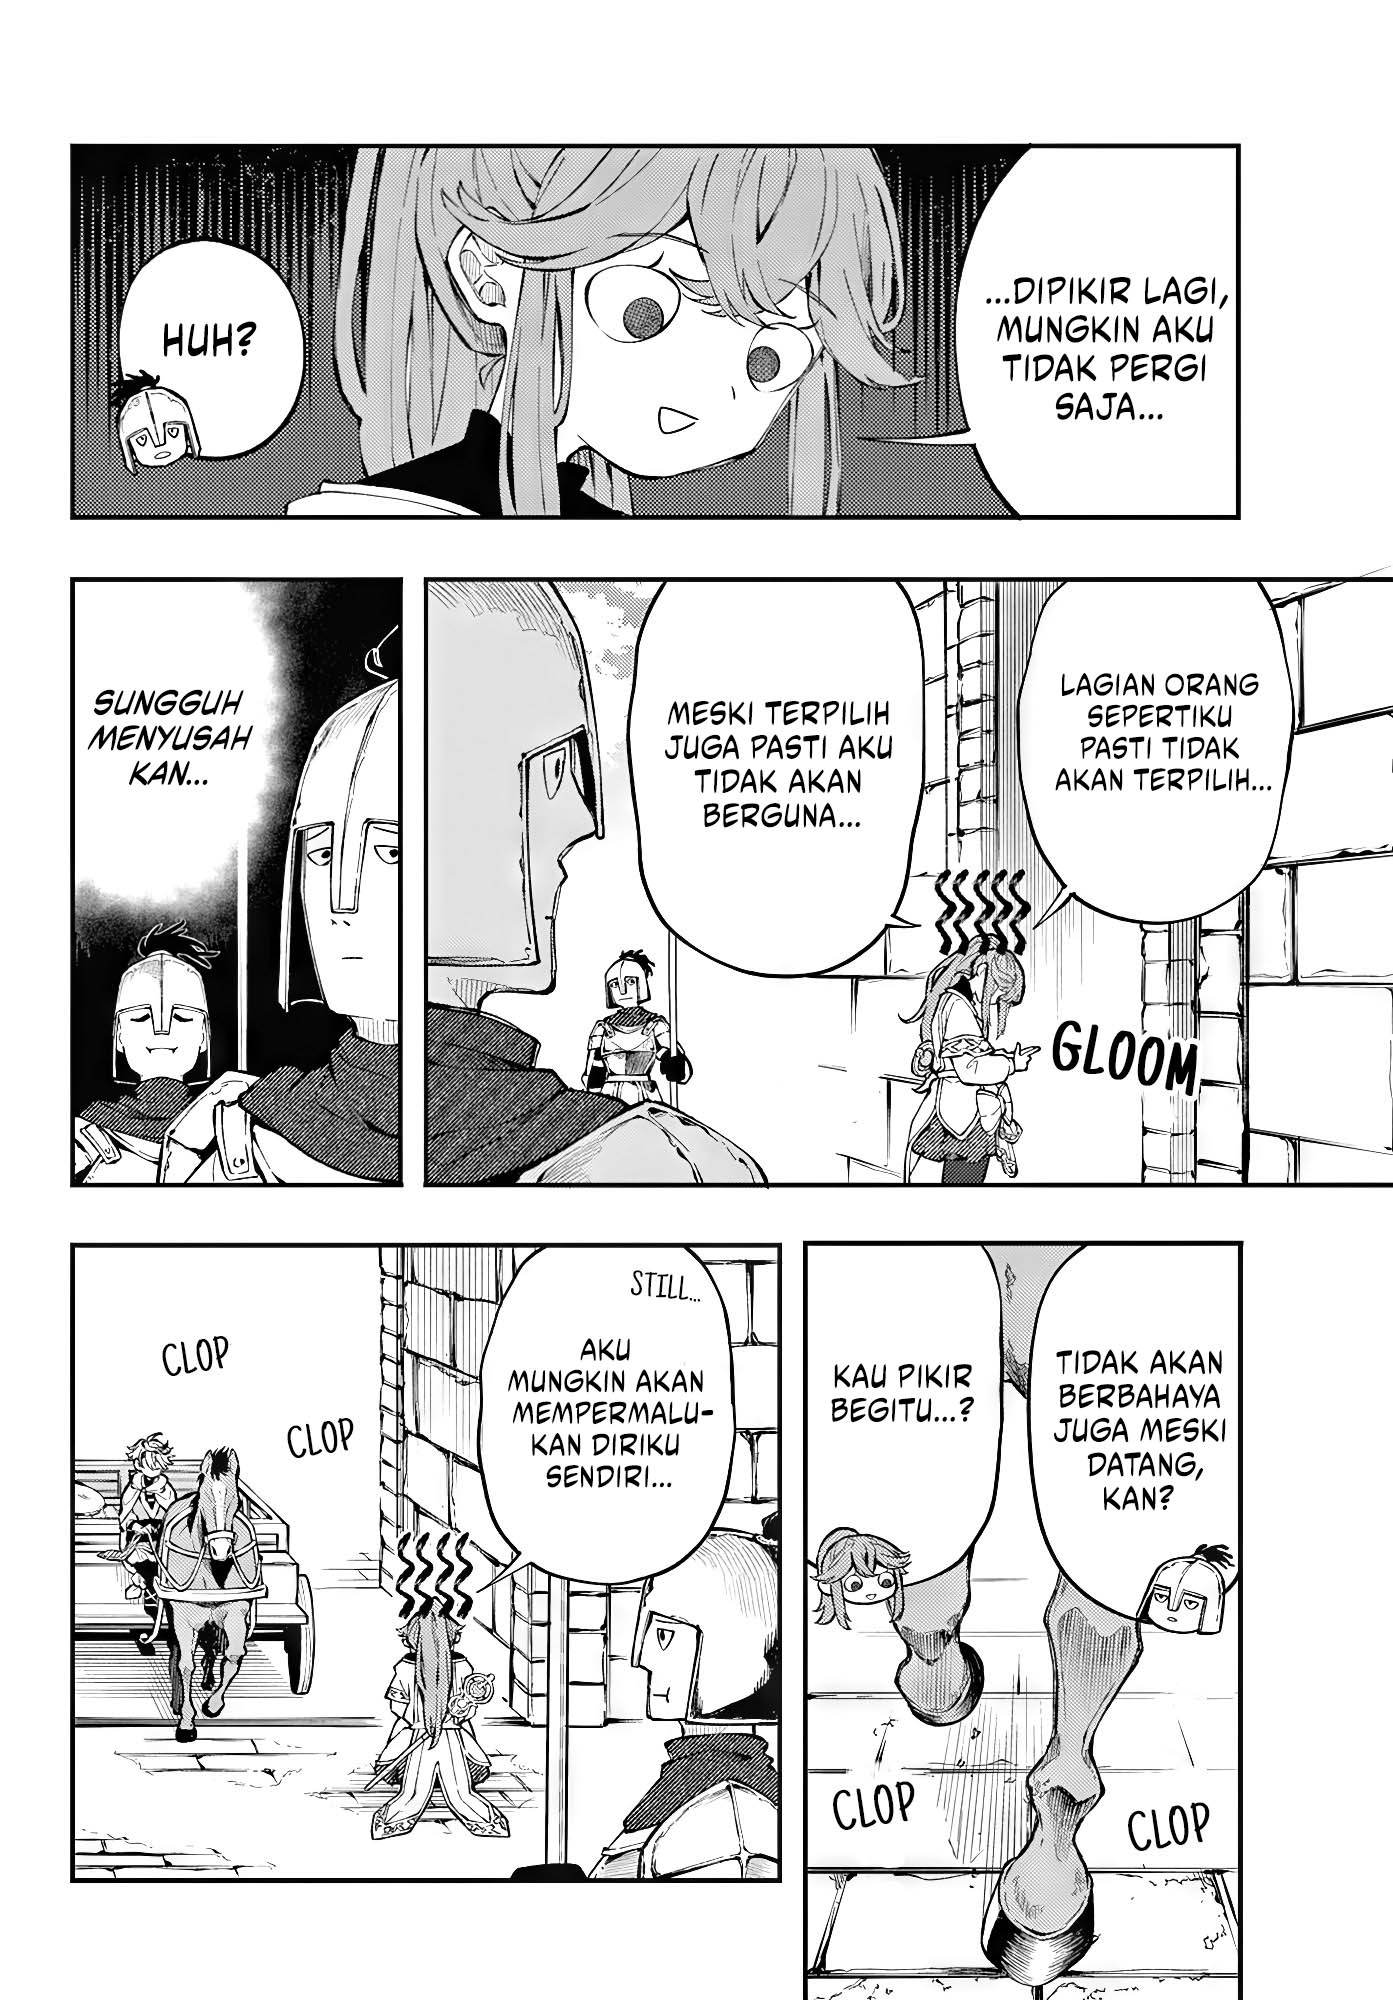 ...DIPIKIR LAGI,
MUNGKIN AKU
TIDAK PERGI
SAJA...
HUH?
LAGIAN ORANG
SEPERTIKU
PASTI TIDAK
AKAN TERPILIH...
MESKI TERPILIH
JUGA PASTI AKU
TIDAK AKAN
BERGUNA...
GLOOM
SUNGGUH
MENYUSAH
KAN...
TIDAK AKAN
BERBAHAYA
JUGA MESKI
DATANG,
KAN?
KAU PIKIR
BEGITU...?
CLOP
CLOP
STILL...
AKU
MUNGKIN AKAN
MEMPERMALU-
KAN DIRIKU
SENDIRI...
CLOP
CLOP